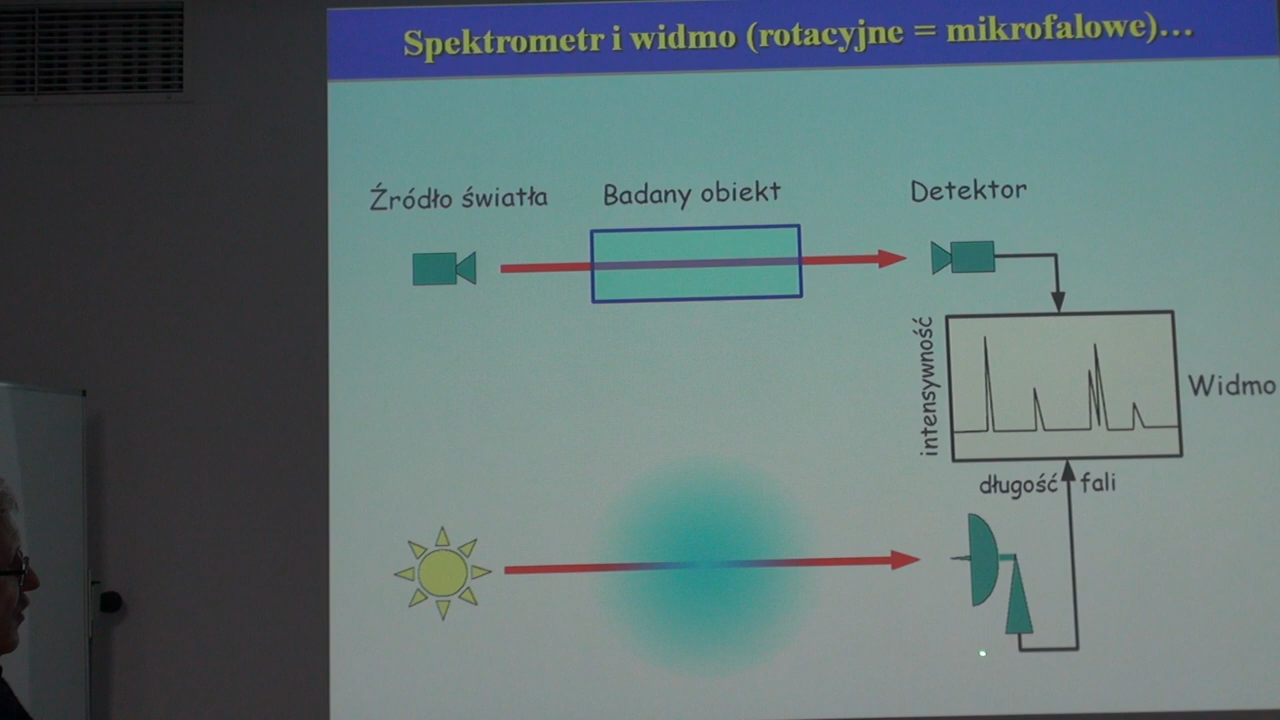 Spektrometr i widmo (rotacyjne = mikrofalowe)...
Źródło światła
Badany obiekt
Detektor
intensywność
Widmo
długość fali